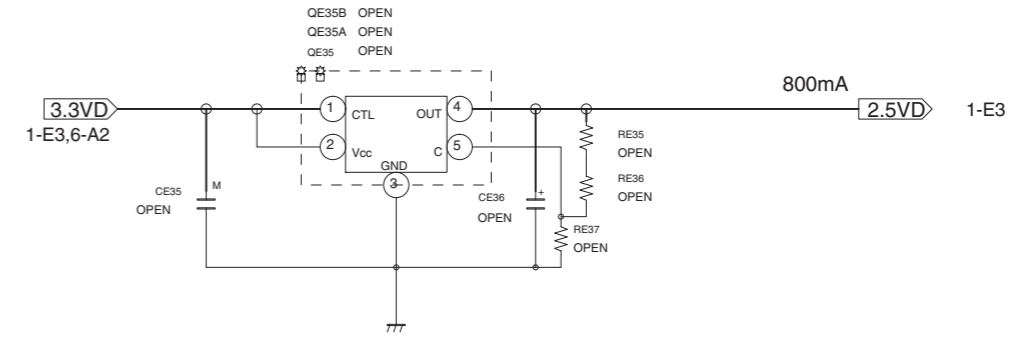 QE35B OPEN
QE35A OPEN
QE35 OPEN
800mA
3.3VD
1 CTL OUT 4
2.5VD 1-E3
1-E3,6-A2
2 Vcc C 5
GND
3
RE35
OPEN
RE36
OPEN
CE35 M
OPEN
CE36 +
OPEN
RE37
OPEN